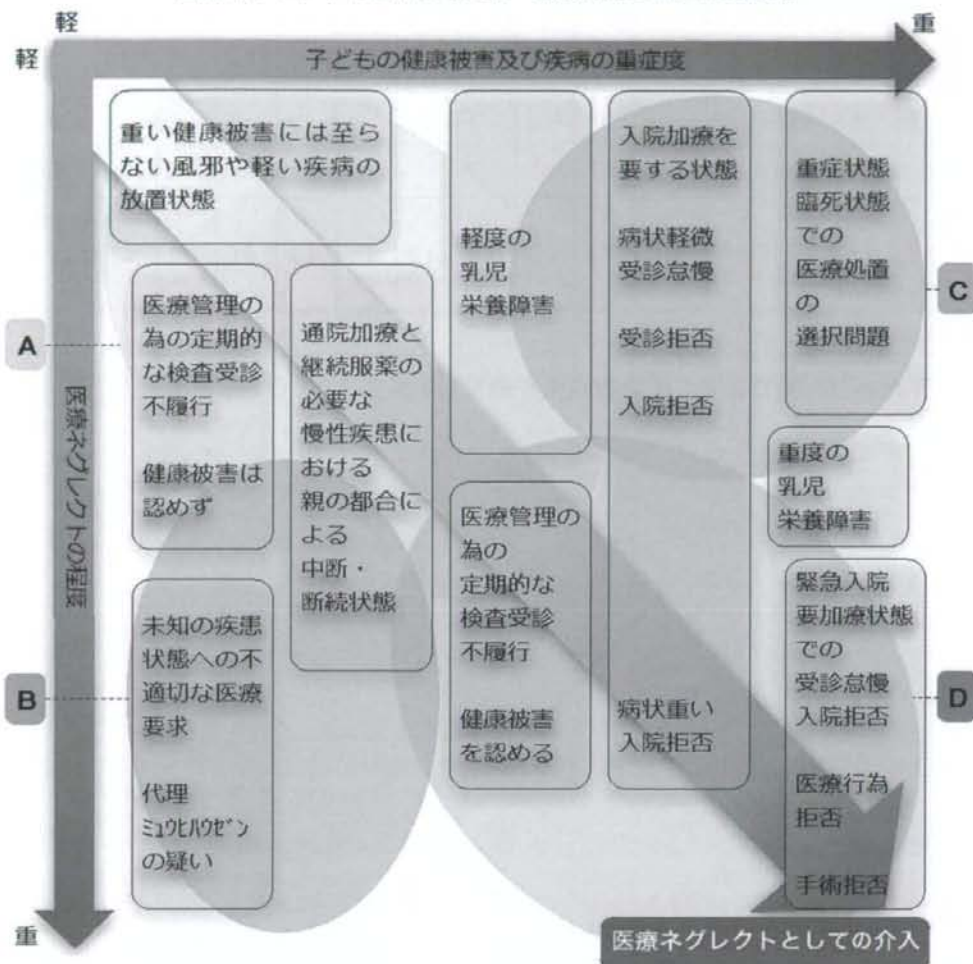 軽
重
軽
子どもの健康被害及び疾病の重症度
重い健康被害には至ら
ない風邪や軽い疾病の
放置状態
医療管理の
為の定期的
な検査受診
不履行
健康被害は
認めず
通院加療と
継続服薬の
必要な
慢性疾患に
おける
親の都合に
よる
中断・
断続状態
軽度の
乳児
栄養障害
入院加療を
要する状態
病状軽微
受診怠慢
受診拒否
入院拒否
重症状態
臨死状態
での
医療処置
の
選択問題
A
C
医療ネグレクトの程度
重度の
乳児
栄養障害
未知の疾患
状態への不
適切な医療
要求
代理
ミュウヒハウゼン
の疑い
医療管理の
為の
定期的な
検査受診
不履行
健康被害
を認める
病状重い
入院拒否
緊急入院
要加療状態
での
受診怠慢
入院拒否
医療行為
拒否
手術拒否
B
D
重
医療ネグレクトとしての介入